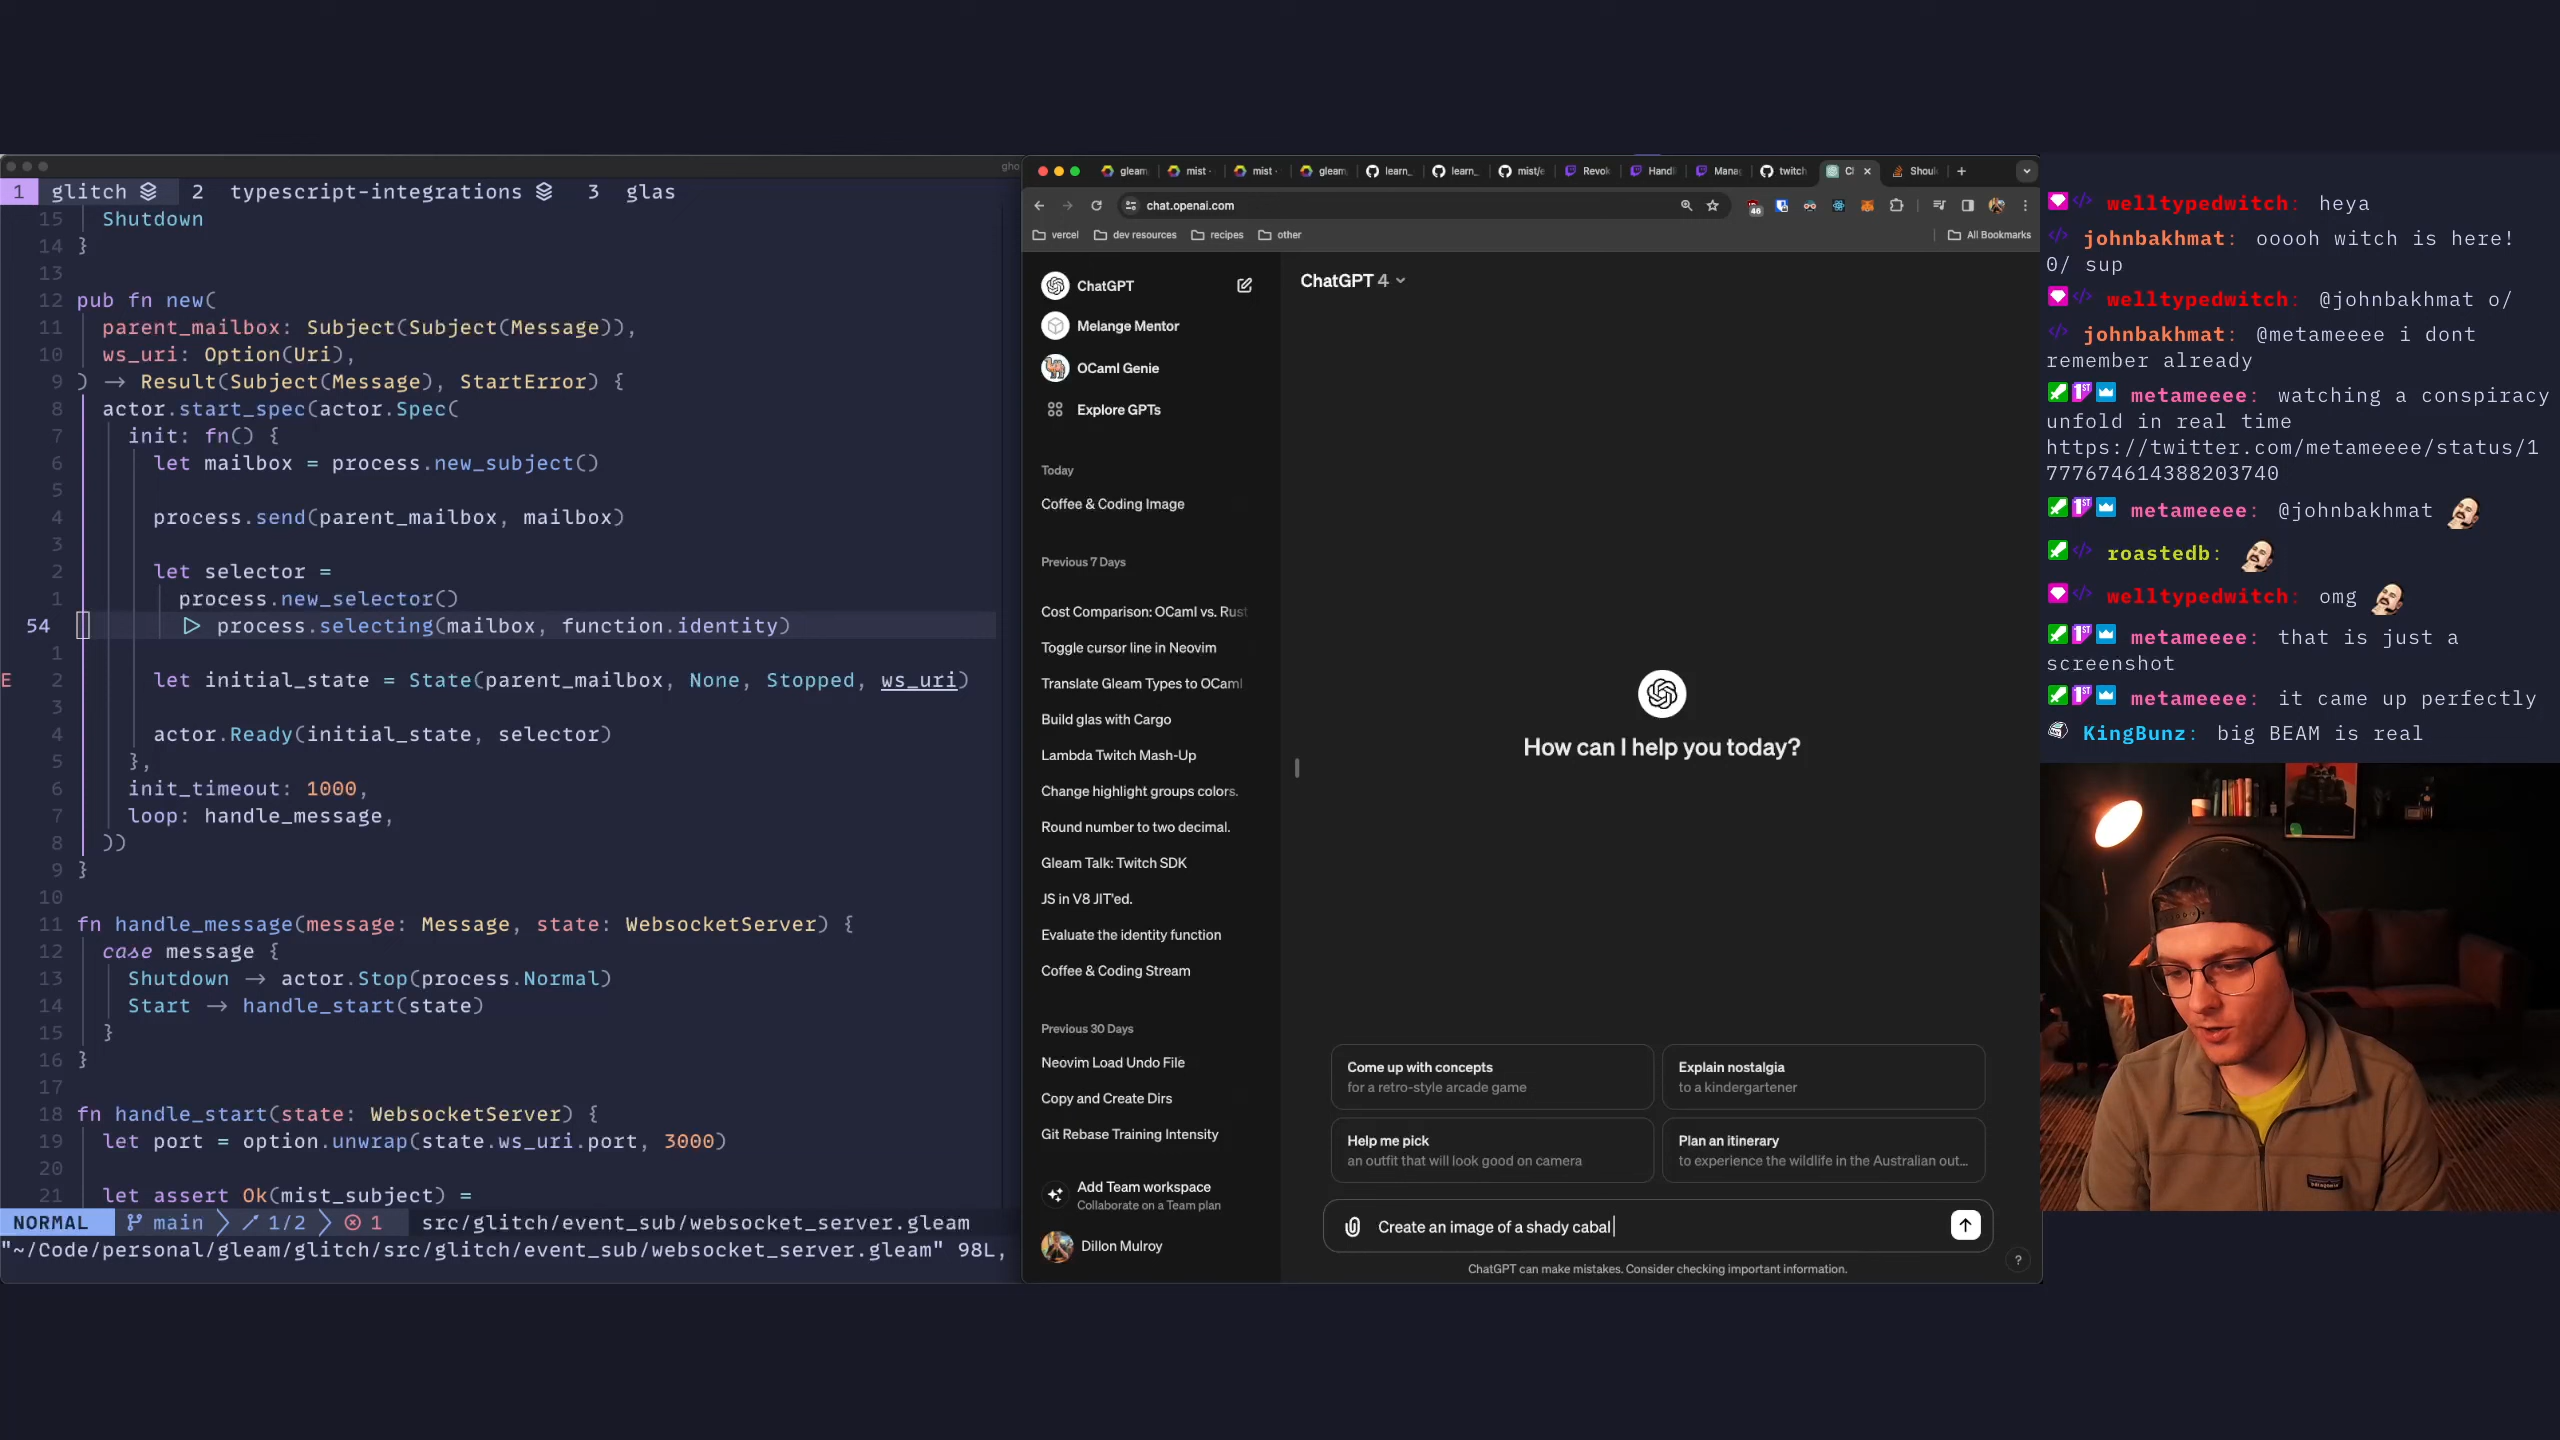 1 glitch 2 typescript-integrations 3 glas
15 Shutdown
14 }
13
12 pub fn new(
11 parent_mailbox: Subject(Subject(Message)),
10 ws_uri: Option(Uri),
9 ) → Result(Subject(Message), StartError) {
8 actor.start_spec(actor.Spec(
7 init: fn() {
6 let mailbox = process.new_subject()
5
4 process.send(parent_mailbox, mailbox)
3
2 let selector =
1 process.new_selector()
54 ▷ process.selecting(mailbox, function.identity)
1
E 2 let initial_state = State(parent_mailbox, None, Stopped, ws_uri)
3
4 actor.Ready(initial_state, selector)
5 },
6 init_timeout: 1000,
7 loop: handle_message,
8 ))
9 }
10
11 fn handle_message(message: Message, state: WebsocketServer) {
12 case message {
13 Shutdown → actor.Stop(process.Normal)
14 Start → handle_start(state)
15 }
16 }
17
18 fn handle_start(state: WebsocketServer) {
19 let port = option.unwrap(state.ws_uri.port, 3000)
20
21 let assert Ok(mist_subject) =
NORMAL main 1/2 1 src/glitch/event_sub/websocket_server.gleam
"~/Code/personal/gleam/glitch/src/glitch/event_sub/websocket_server.gleam" 98L,
gho
gleam mist mist gleam learn_ learn_ mist/e Revok Handl Mana twitch Cl Shoul
chat.openai.com
46
vercel dev resources recipes other All Bookmarks
ChatGPT
Melange Mentor
OCaml Genie
Explore GPTs
Today
Coffee & Coding Image
Previous 7 Days
Cost Comparison: OCaml vs. Rust
Toggle cursor line in Neovim
Translate Gleam Types to OCaml
Build glas with Cargo
Lambda Twitch Mash-Up
Change highlight groups colors.
Round number to two decimal.
Gleam Talk: Twitch SDK
JS in V8 JIT'ed.
Evaluate the identity function
Coffee & Coding Stream
Previous 30 Days
Neovim Load Undo File
Copy and Create Dirs
Git Rebase Training Intensity
Add Team workspace
Collaborate on a Team plan
Dillon Mulroy
ChatGPT 4
How can I help you today?
Come up with concepts
for a retro-style arcade game
Explain nostalgia
to a kindergartener
Help me pick
an outfit that will look good on camera
Plan an itinerary
to experience the wildlife in the Australian out...
Create an image of a shady cabal
ChatGPT can make mistakes. Consider checking important information.
?
welltypedwitch: heya
johnbakhmat: ooooh witch is here!
0/ sup
welltypedwitch: @johnbakhmat o/
johnbakhmat: @metameeee i dont
remember already
metameeee: watching a conspiracy
unfold in real time
https://twitter.com/metameeee/status/1
777674614388203740
metameeee: @johnbakhmat
roastedb:
welltypedwitch: omg
metameeee: that is just a
screenshot
metameeee: it came up perfectly
KingBunz: big BEAM is real